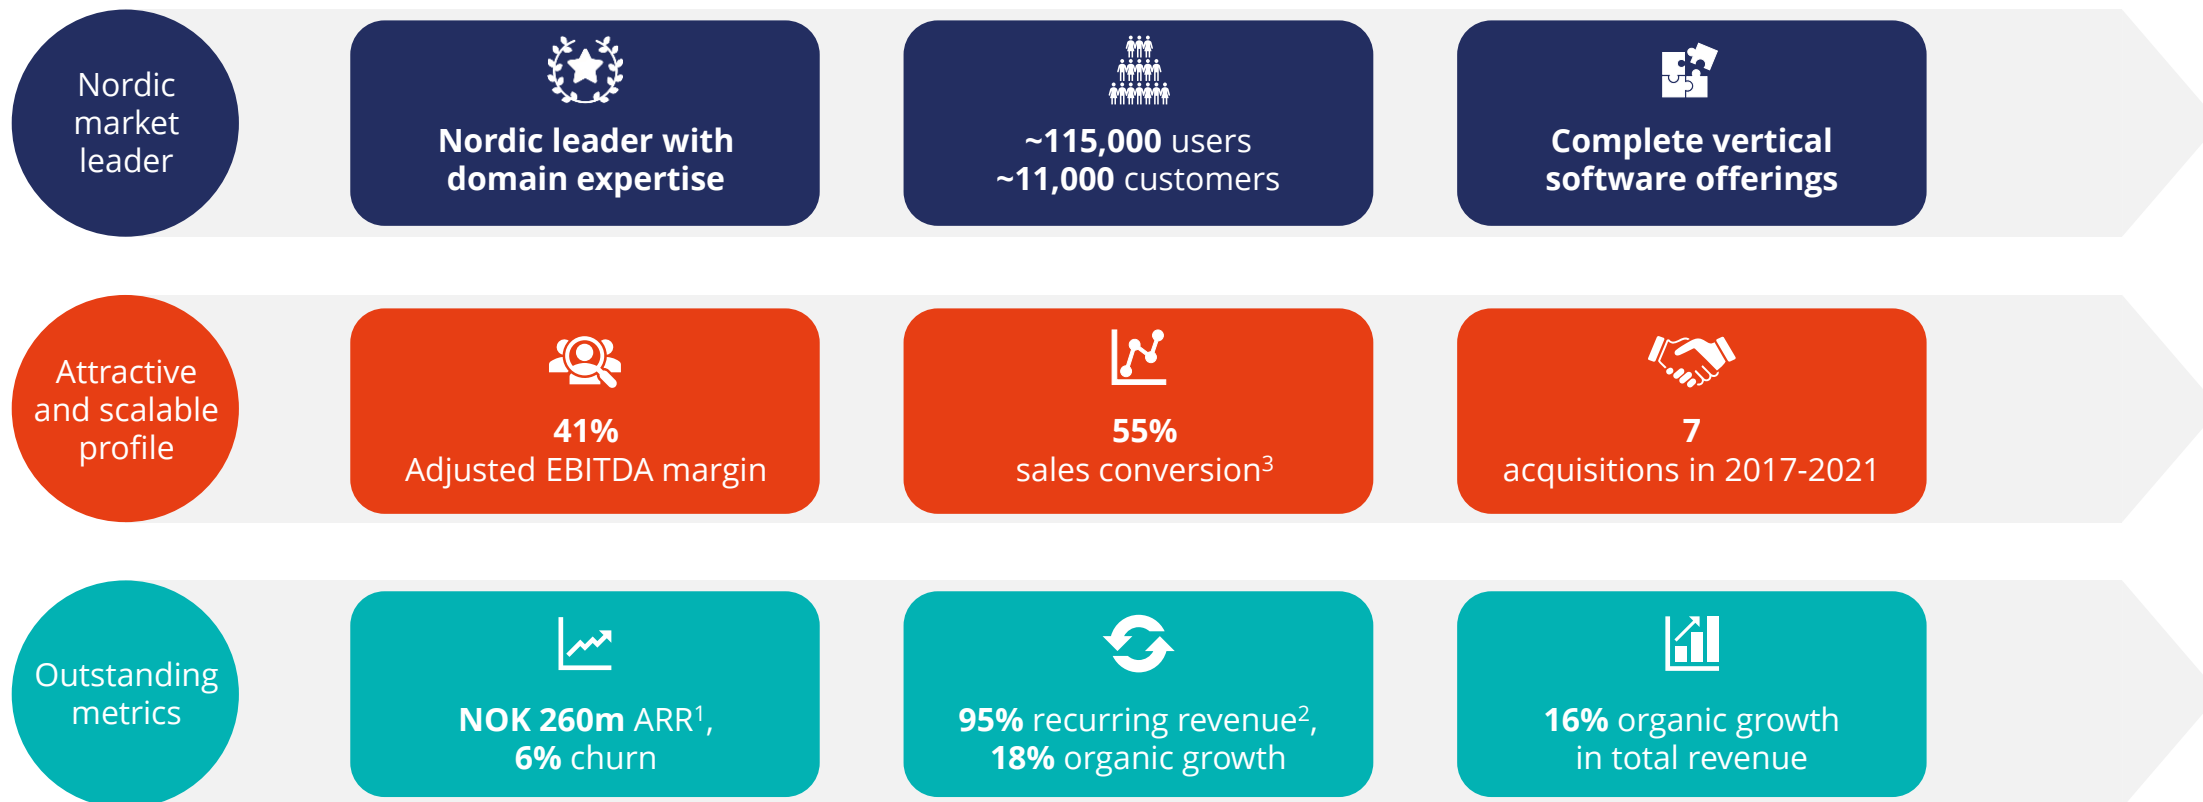 Nordic
market
leader
Nordic leader with
domain expertise
~115,000 users
~11,000 customers
Complete vertical
software offerings
Attractive
and scalable
profile
41%
Adjusted EBITDA margin
55%
sales conversion³
7
acquisitions in 2017-2021
Outstanding
metrics
NOK 260m ARR¹,
6% churn
95% recurring revenue²,
18% organic growth
16% organic growth
in total revenue